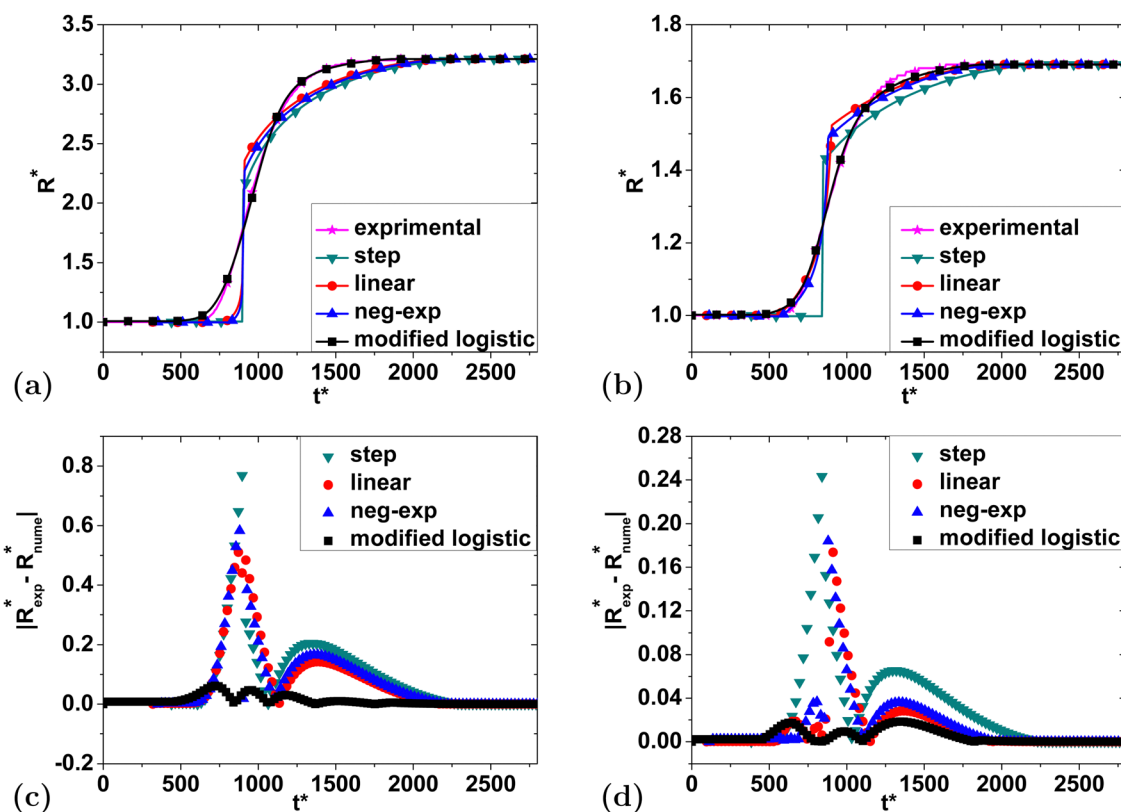 3.5
3.0
2.5
2.0
1.5
1.0
R*
exprimental
step
linear
neg-exp
modified logistic
0 500 1000 1500 2000 2500
t*
(a)
1.8
1.6
1.4
1.2
1.0
R*
experimental
step
linear
neg-exp
modified logistic
0 500 1000 1500 2000 2500
t*
(b)
0.8
0.6
0.4
0.2
0.0
-0.2
|R*exp - R*nume|
step
linear
neg-exp
modified logistic
0 500 1000 1500 2000 2500
t*
(c)
0.28
0.24
0.20
0.16
0.12
0.08
0.04
0.00
|R*exp - R*nume|
step
linear
neg-exp
modified logistic
0 500 1000 1500 2000 2500
t*
(d)